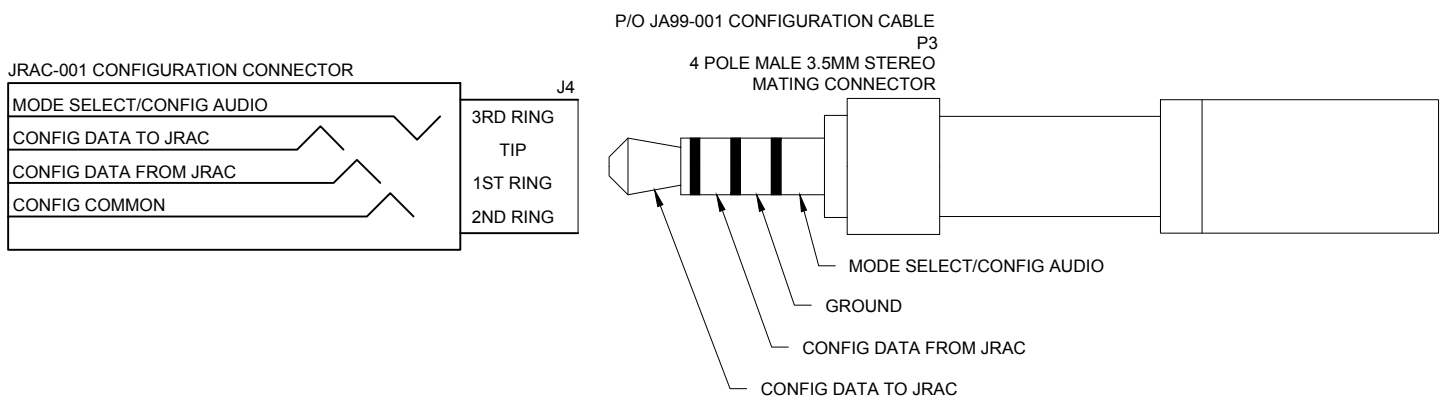 P/O JA99-001 CONFIGURATION CABLE
P3
4 POLE MALE 3.5MM STEREO
MATING CONNECTOR
JRAC-001 CONFIGURATION CONNECTOR
J4
MODE SELECT/CONFIG AUDIO
3RD RING
CONFIG DATA TO JRAC
TIP
CONFIG DATA FROM JRAC
1ST RING
CONFIG COMMON
2ND RING
MODE SELECT/CONFIG AUDIO
GROUND
CONFIG DATA FROM JRAC
CONFIG DATA TO JRAC